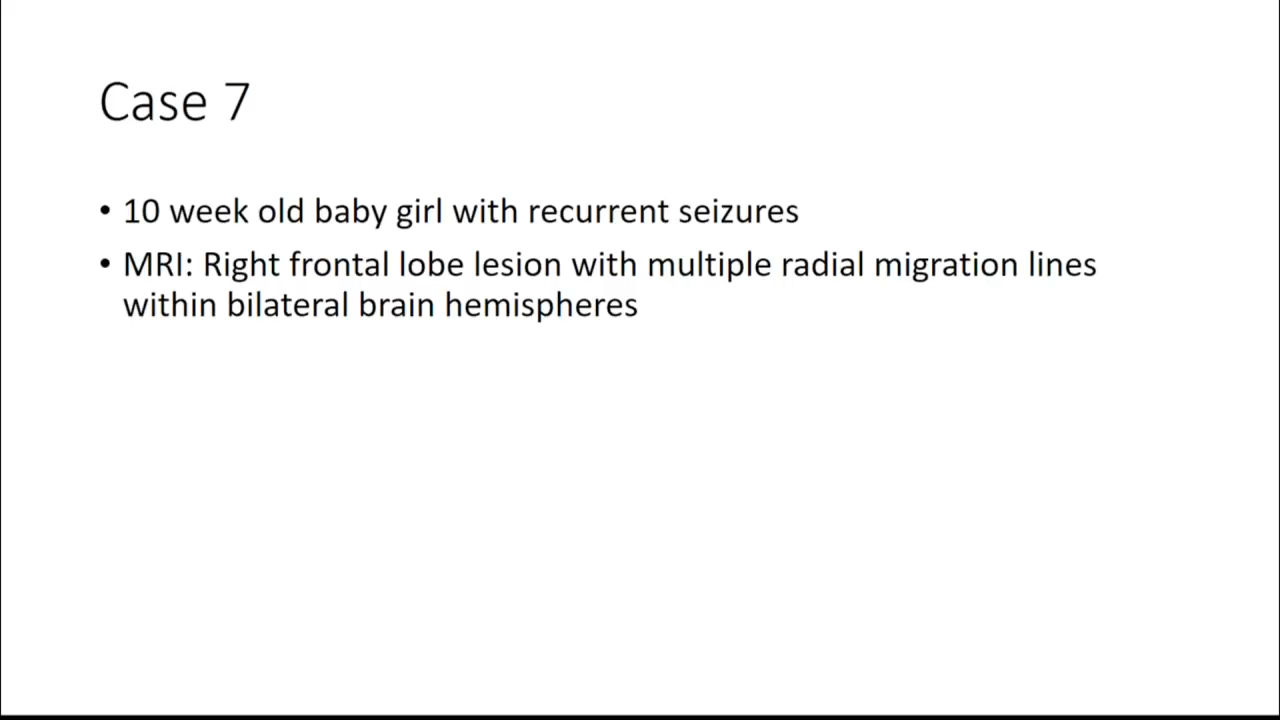 Case 7
• 10 week old baby girl with recurrent seizures
• MRI: Right frontal lobe lesion with multiple radial migration lines
within bilateral brain hemispheres